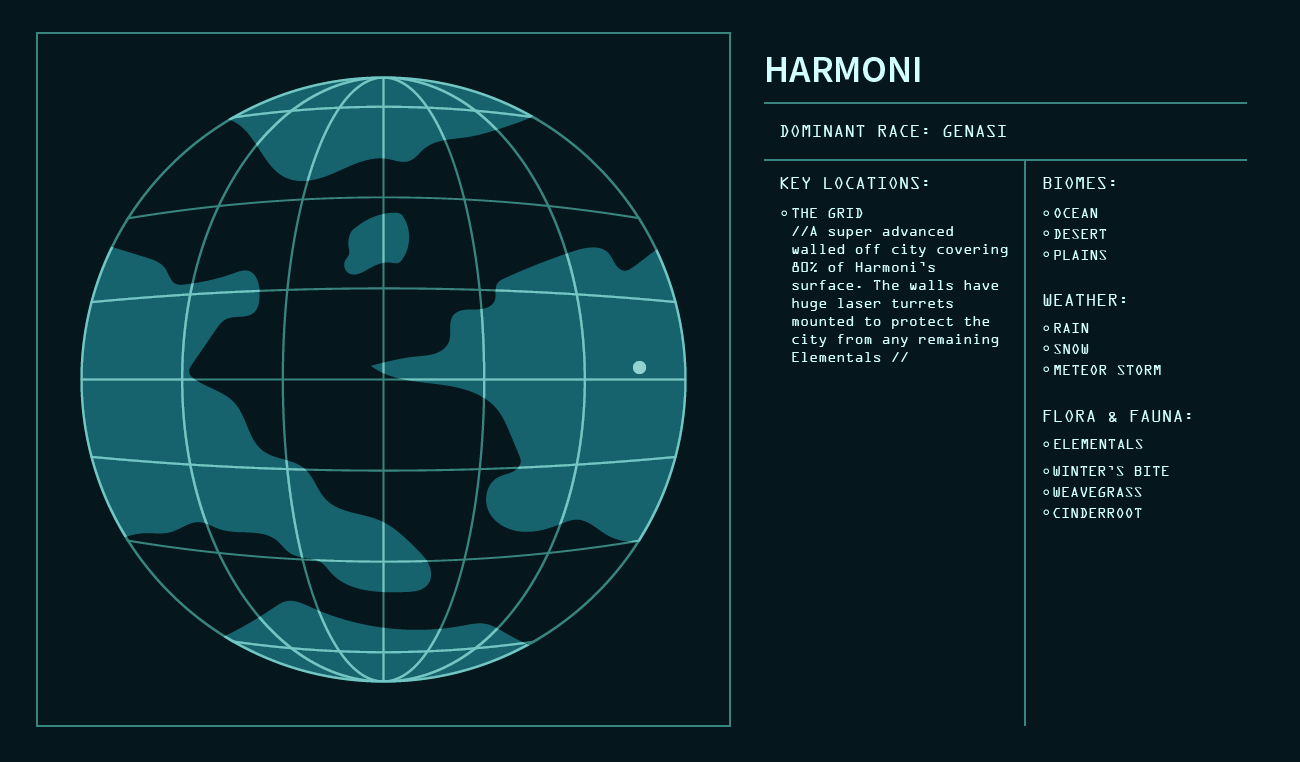 HARMONI
DOMINANT RACE: GENASI
KEY LOCATIONS:
THE GRID
//A super advanced
walled off city covering
80% of Harmoni's
surface. The walls have
huge laser turrets
mounted to protect the
city from any remaining
Elementals //
BIOMES:
OCEAN
DESERT
PLAINS
WEATHER:
RAIN
SNOW
METEOR STORM
FLORA & FAUNA:
ELEMENTALS
WINTER'S BITE
WEAVEGRASS
CINDERROOT